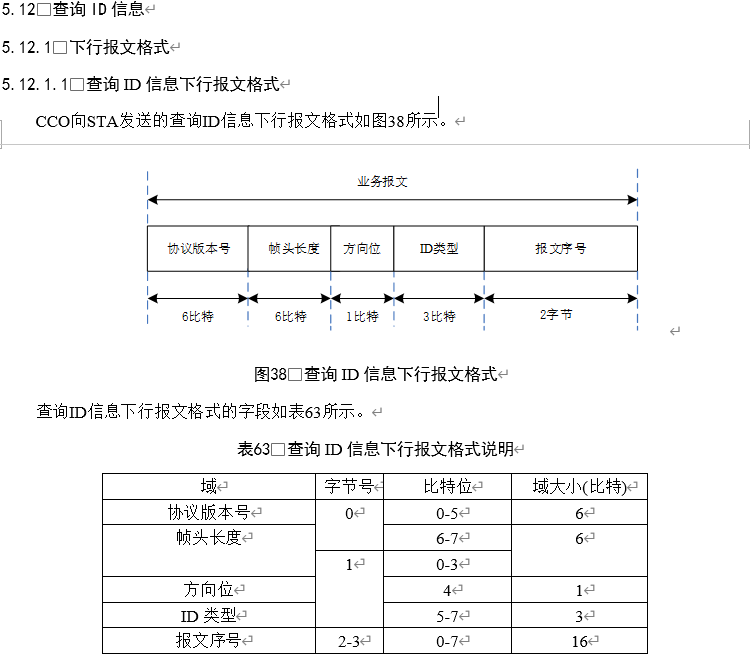 5.12□查询 ID 信息↵
5.12.1□下行报文格式↵
5.12.1.1□查询 ID 信息下行报文格式↵
CCO向STA发送的查询ID信息下行报文格式如图38所示。↵
业务报文
协议版本号 帧头长度 方向位 ID类型 报文序号
6比特 6比特 1比特 3比特 2字节
↵
图38□查询 ID 信息下行报文格式↵
查询ID信息下行报文格式的字段如表63所示。↵
表63□查询 ID 信息下行报文格式说明↵
域↵ 字节号↵ 比特位↵ 域大小(比特)↵
协议版本号↵ 0↵ 0-5↵ 6↵
帧头长度↵ 6-7↵ 6↵
1↵ 0-3↵
方向位↵ 4↵ 1↵
ID 类型↵ 5-7↵ 3↵
报文序号↵ 2-3↵ 0-7↵ 16↵